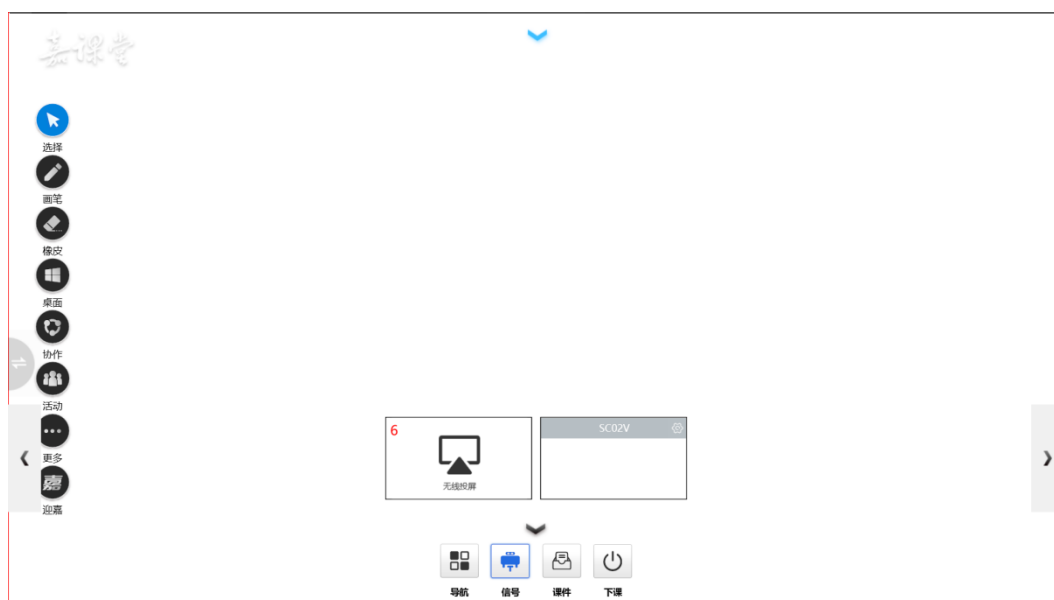 嘉课堂
选择
画笔
橡皮
桌面
协作
活动
更多
嘉
迎嘉
6
无线投屏
SC02V
导航
信号
课件
下课